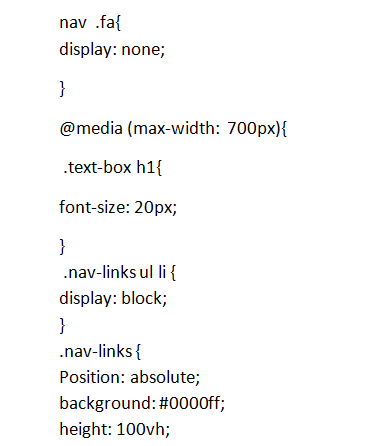 nav  .fa{
display: none;
}
@media (max-width:  700px){
.text-box h1{
font-size: 20px;
}
.nav-links ul li {
display: block;
}
.nav-links {
Position: absolute;
background: #0000ff;
height: 100vh;